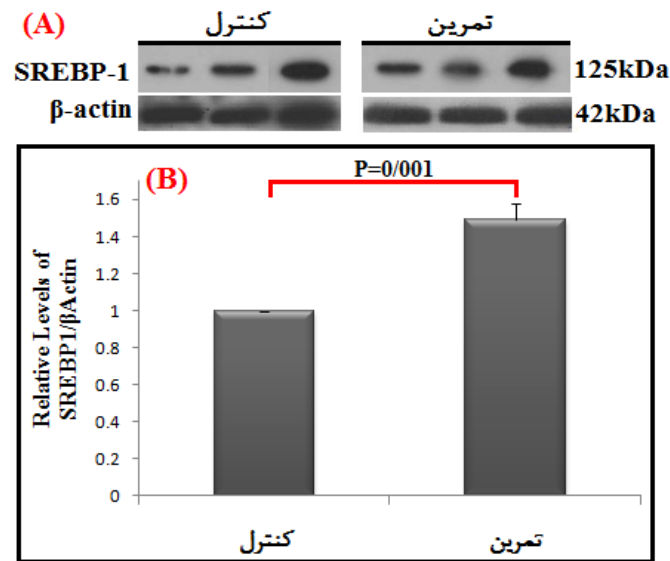 (A) کنترل تمرین
SREBP-1 125kDa
β-actin 42kDa
(B) P=0/001
Relative Levels of
SREBP1/βActin
1.6
1.4
1.2
1
0.8
0.6
0.4
0.2
0
کنترل تمرین